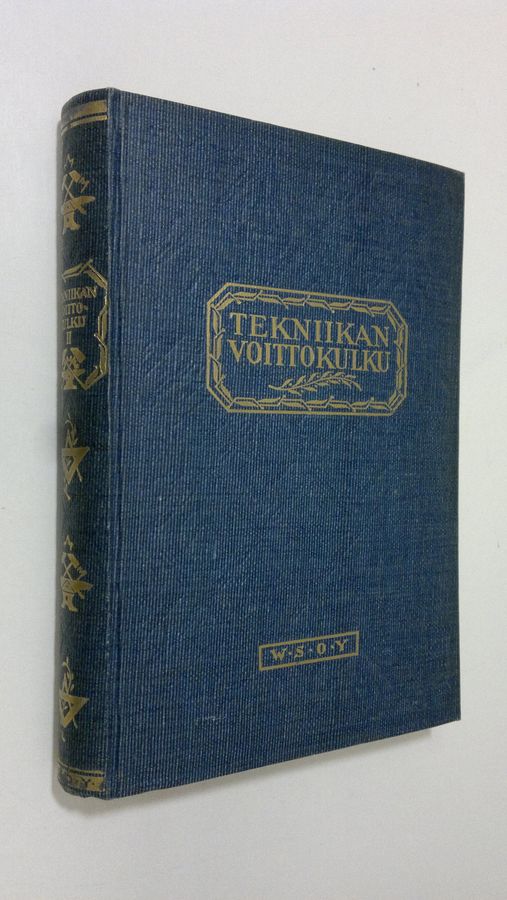 TEKNIIKAN
VOITTOKULKU
W·S·O·Y
TEKNIIKAN
VOITTO-
KULKU
II
W·S·O·Y·